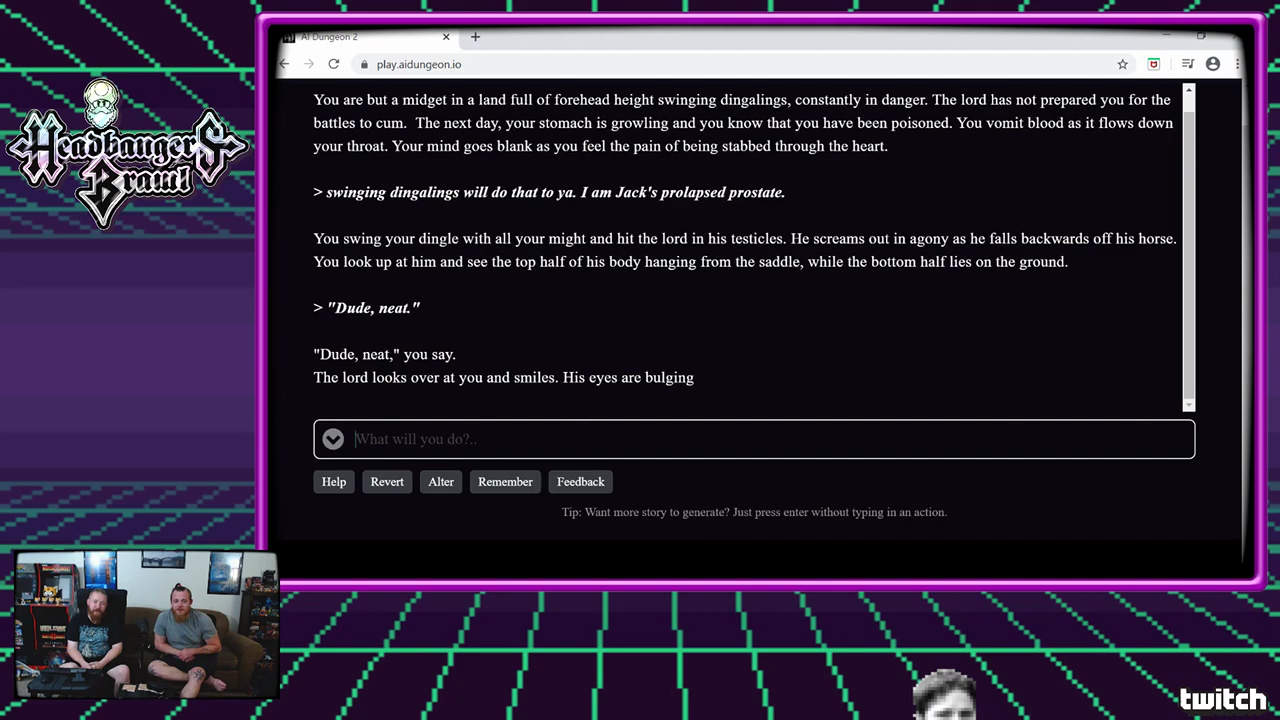 AI Dungeon 2
play.aidungeon.io
Headbangers
Brawl
You are but a midget in a land full of forehead height swinging dingalings, constantly in danger. The lord has not prepared you for the
battles to cum.  The next day, your stomach is growling and you know that you have been poisoned. You vomit blood as it flows down
your throat. Your mind goes blank as you feel the pain of being stabbed through the heart.
> swinging dingalings will do that to ya. I am Jack's prolapsed prostate.
You swing your dingle with all your might and hit the lord in his testicles. He screams out in agony as he falls backwards off his horse.
You look up at him and see the top half of his body hanging from the saddle, while the bottom half lies on the ground.
> "Dude, neat."
"Dude, neat," you say.
The lord looks over at you and smiles. His eyes are bulging
What will you do?..
Help Revert Alter Remember Feedback
Tip: Want more story to generate? Just press enter without typing in an action.
twitch